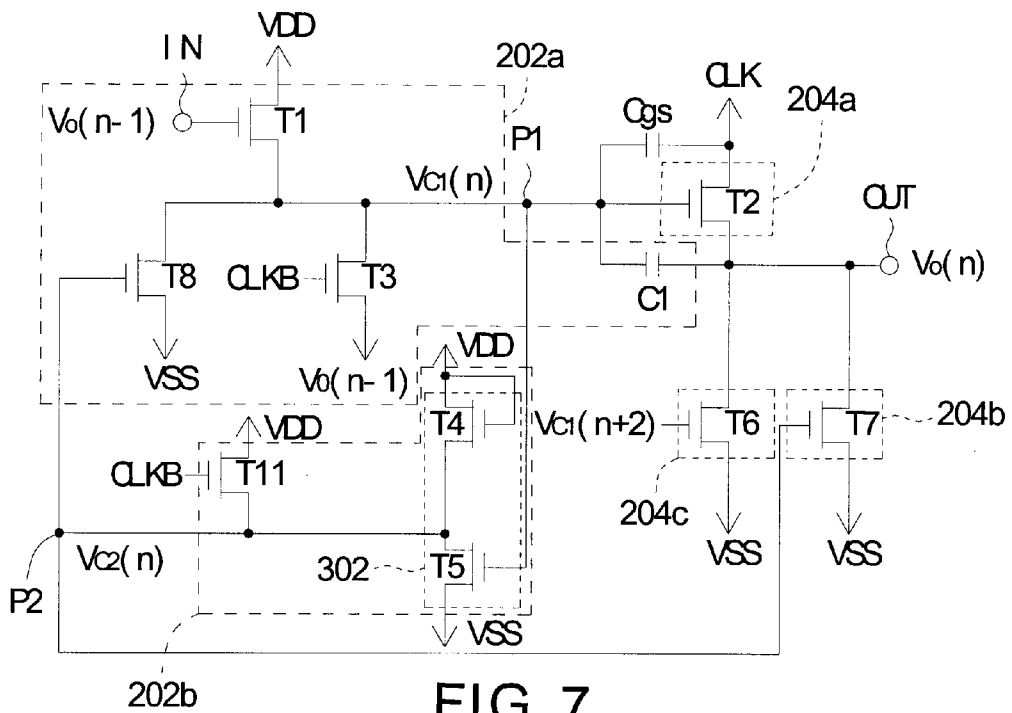 VDD
IN
202a
CLK
204a
Vo(n-1)
T1
P1
Cgs
VC1(n)
T2
OUT
T8
CLKB
T3
C1
Vo(n)
VSS
Vo(n-1)
VDD
VDD
T4
VC1(n+2)
T6
T7
204b
CLKB
T11
204c
VC2(n)
302
T5
VSS
VSS
P2
VSS
202b
FIG. 7